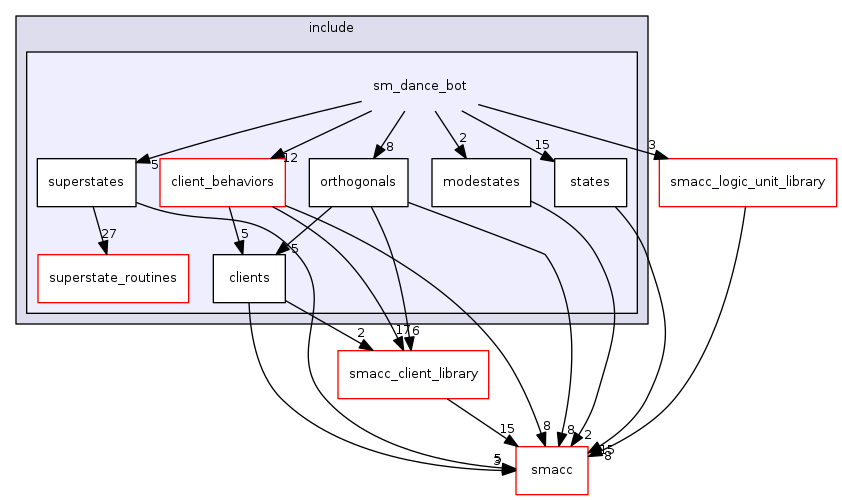 include
sm_dance_bot
5
12
8
2
15
3
superstates
client_behaviors
orthogonals
modestates
states
smacc_logic_unit_library
27
5
5
superstate_routines
clients
2
17
6
smacc_client_library
15
8
8
2
15
8
5
smacc